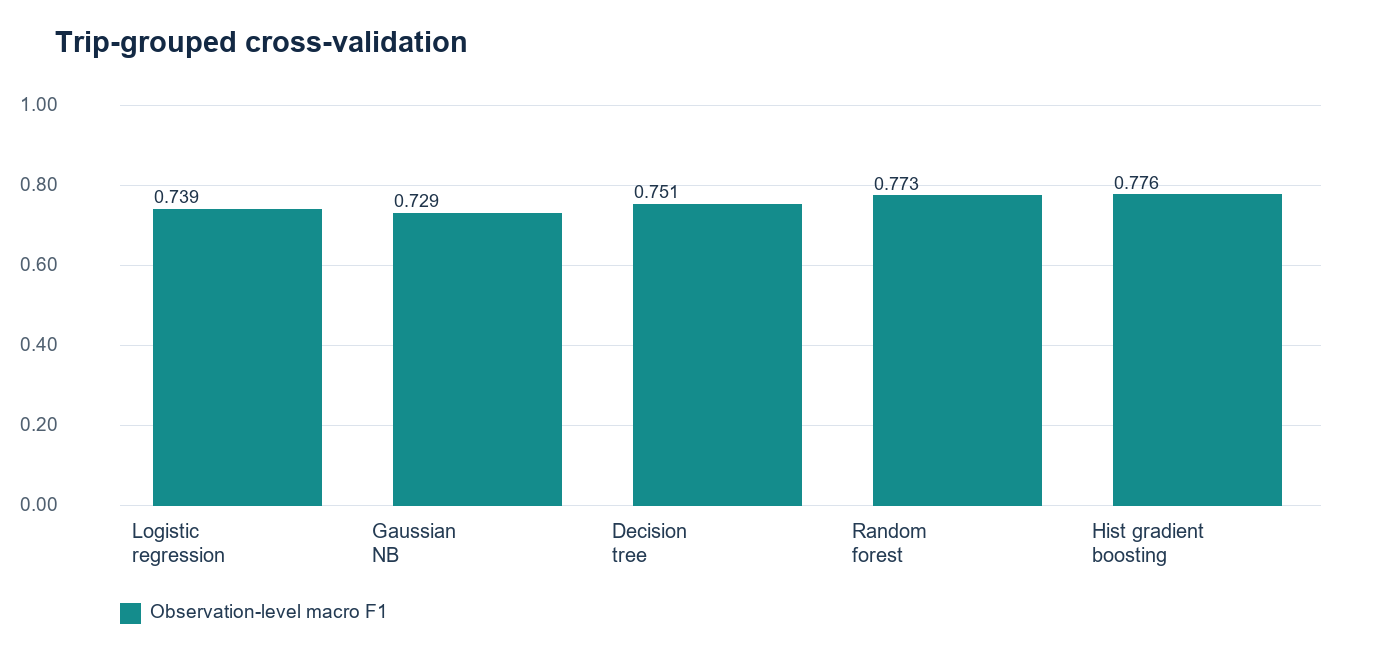 Trip-grouped cross-validation
1.00
0.80
0.60
0.40
0.20
0.00
0.739
0.729
0.751
0.773
0.776
Logistic
regression
Gaussian
NB
Decision
tree
Random
forest
Hist gradient
boosting
Observation-level macro F1